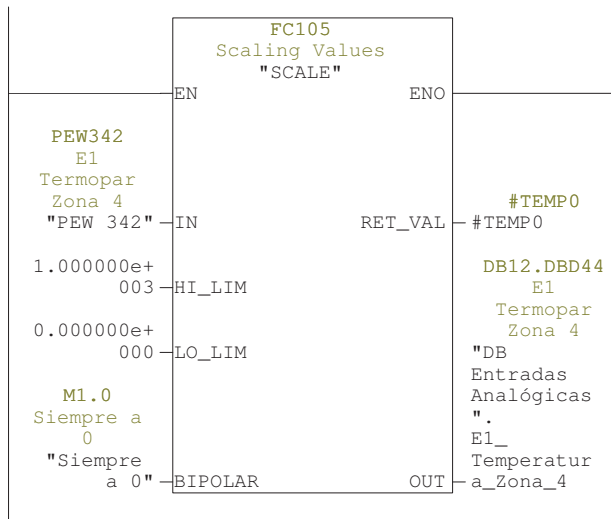 FC105
Scaling Values
"SCALE"
EN ENO
PEW342
E1
Termopar
Zona 4
"PEW 342" IN
#TEMP0
RET_VAL #TEMP0
1.000000e+
003 HI_LIM
0.000000e+
000 LO_LIM
M1.0
Siempre a
0
"Siempre
a 0" BIPOLAR
DB12.DBD44
E1
Termopar
Zona 4
"DB
Entradas
Analógicas
".
E1_
Temperatur
OUT a_Zona_4